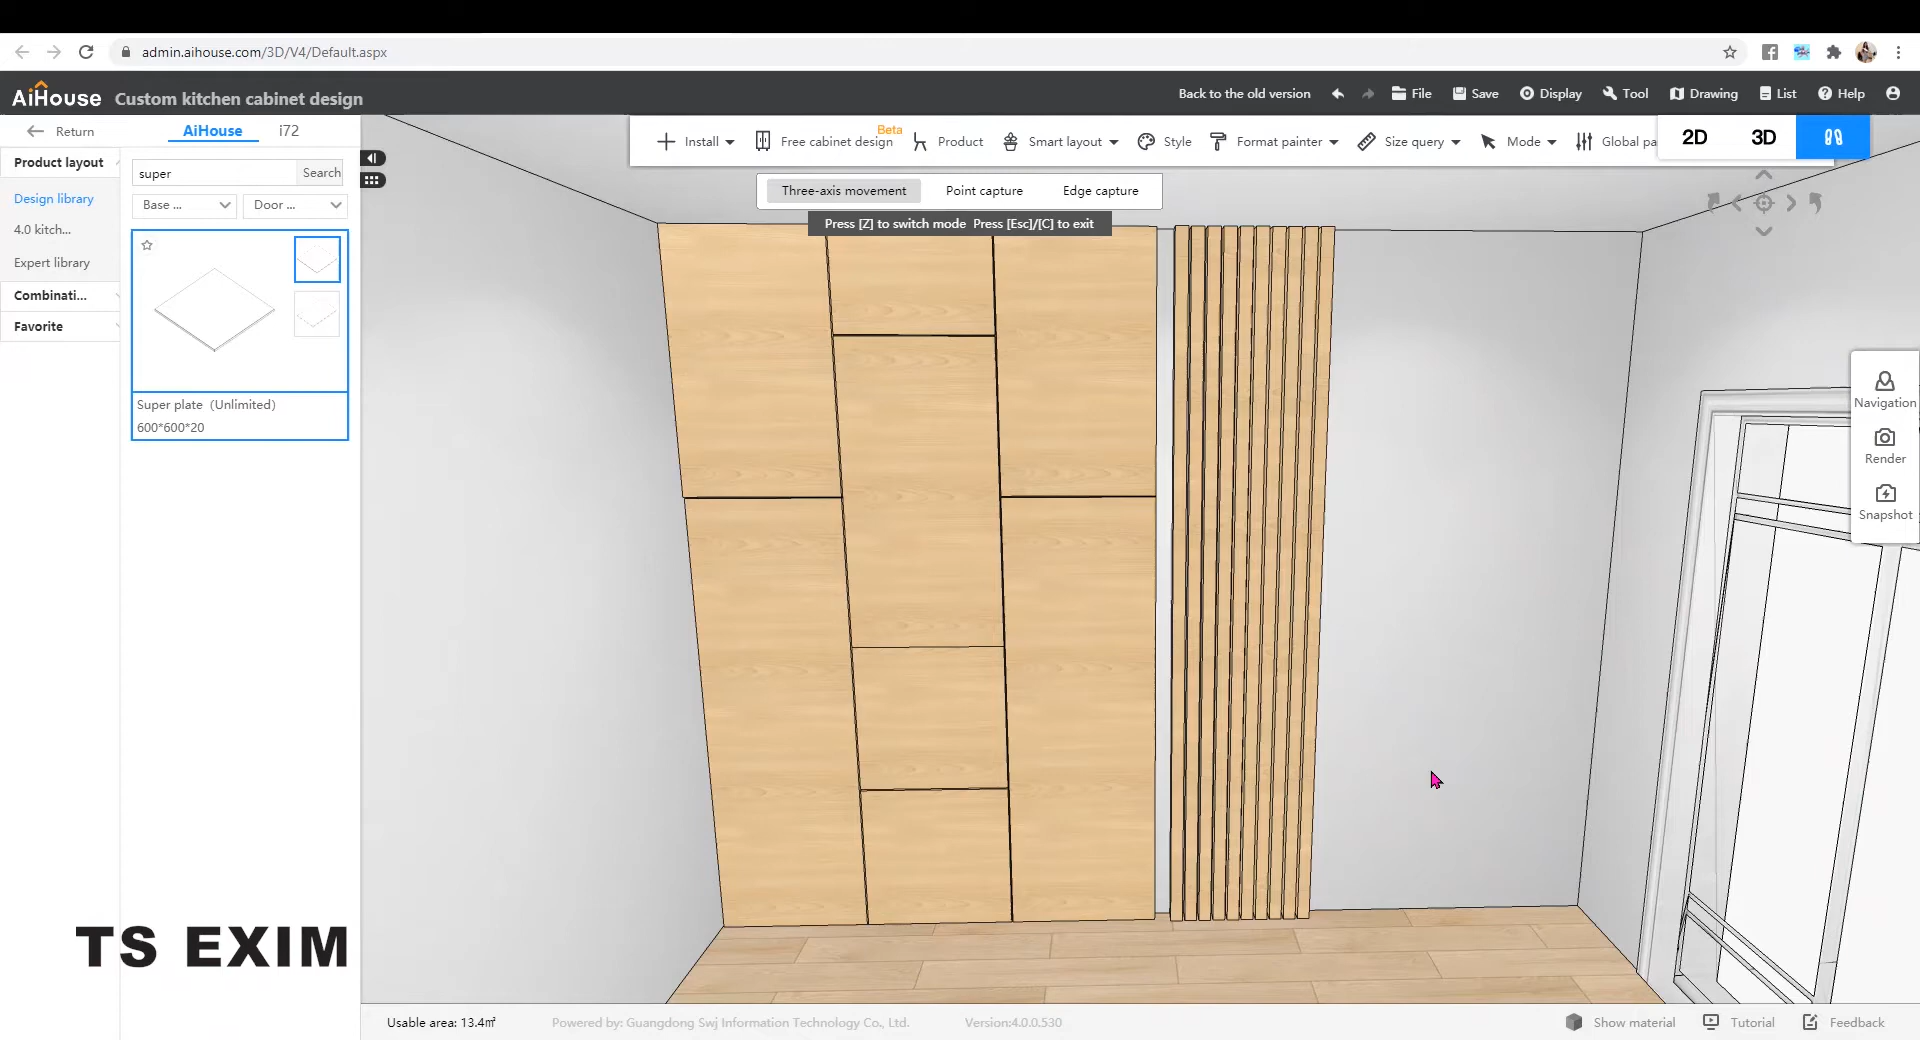 admin.aihouse.com/3D/V4/Default.aspx
AiHouse Custom kitchen cabinet design
Back to the old version File Save Display Tool Drawing List Help
Return AiHouse i72
Install Free cabinet design Beta Product Smart layout Style Format painter Size query Mode Global pa 2D 3D
Product layout
super Search
Design library
Base ... Door ...
4.0 kitch...
Expert library
Combinati...
Favorite
Three-axis movement Point capture Edge capture
Press [Z] to switch mode Press [Esc]/[C] to exit
Super plate (Unlimited)
600*600*20
Navigation
Render
Snapshot
TS EXIM
Usable area: 13.4㎡ Powered by: Guangdong Swj Information Technology Co., Ltd. Version:4.0.0.530 Show material Tutorial Feedback